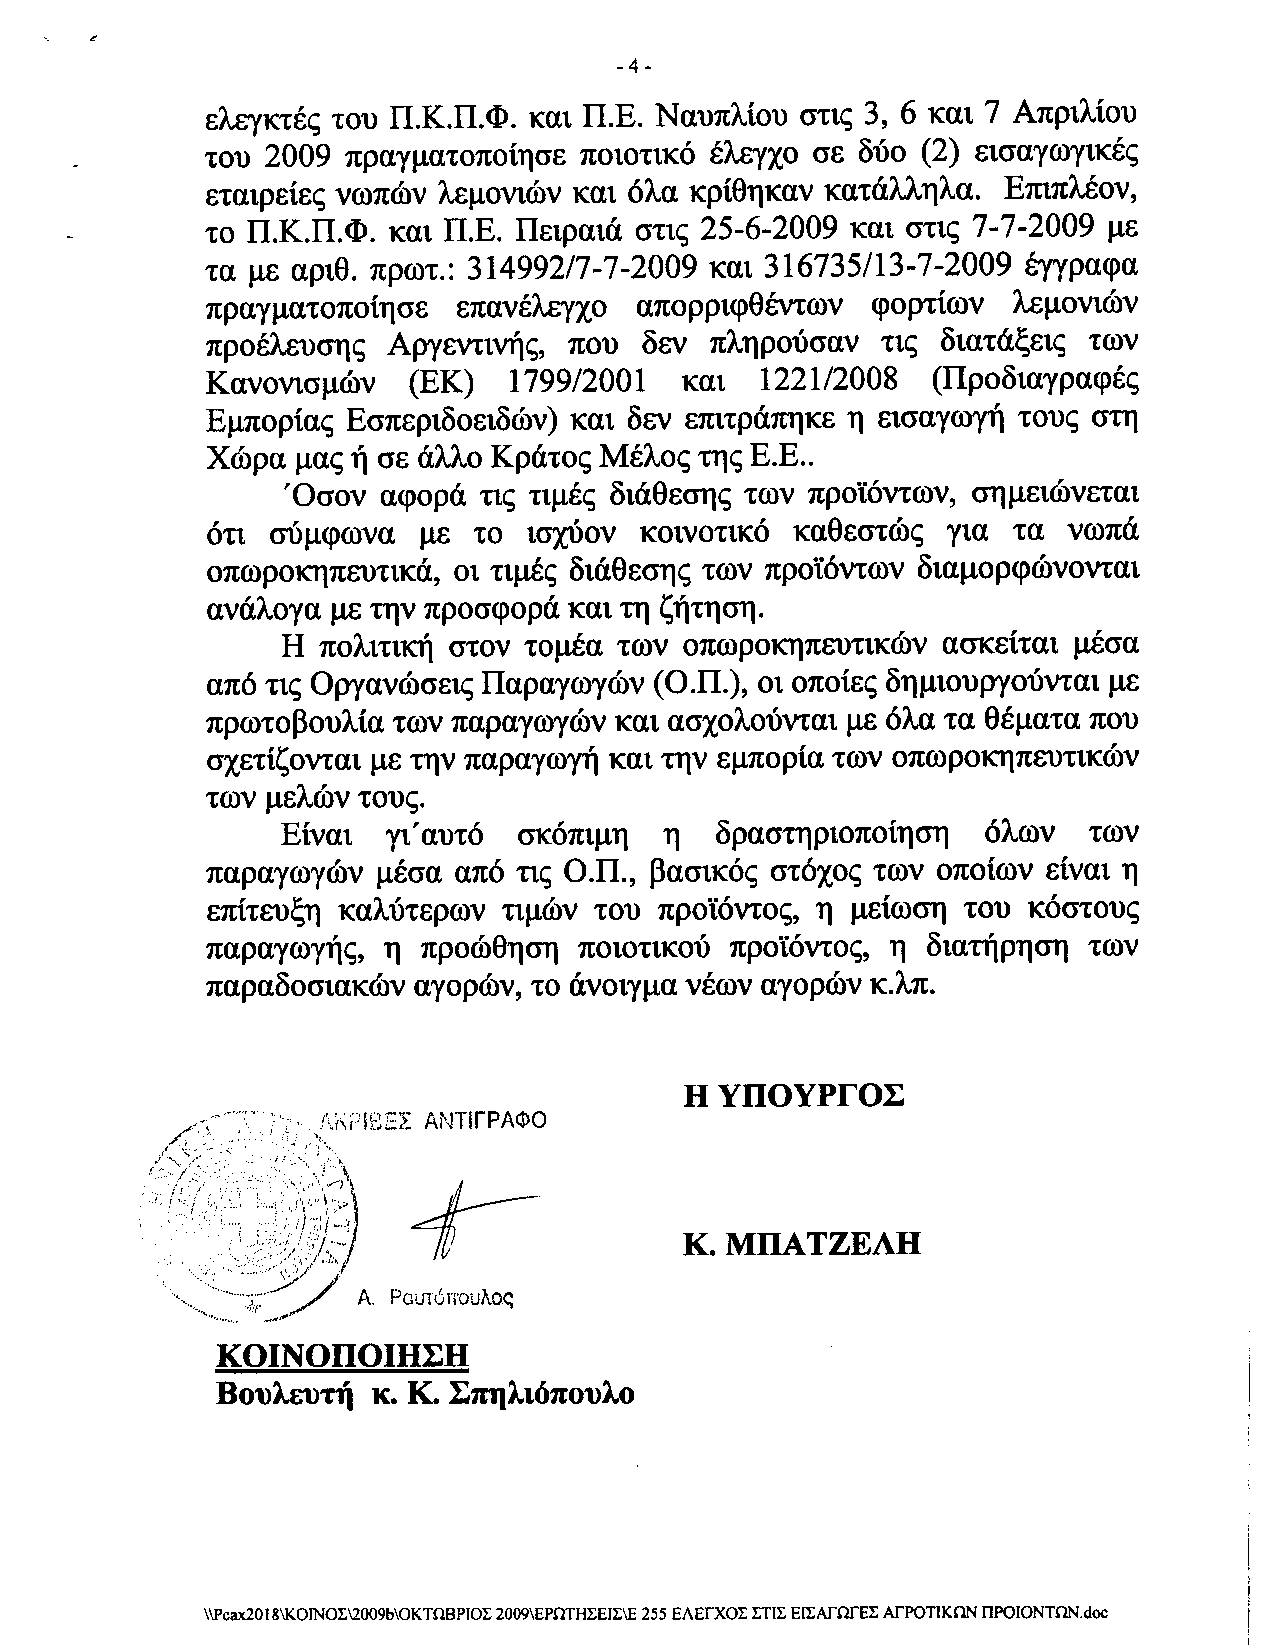 - 4 -
ελεγκτές του Π.Κ.Π.Φ. και Π.Ε. Ναυπλίου στις 3, 6 και 7 Απριλίου
του 2009 πραγματοποίησε ποιοτικό έλεγχο σε δύο (2) εισαγωγικές
εταιρείες νωπών λεμονιών και όλα κρίθηκαν κατάλληλα. Επιπλέον,
το Π.Κ.Π.Φ. και Π.Ε. Πειραιά στις 25-6-2009 και στις 7-7-2009 με
τα με αριθ. πρωτ.: 314992/7-7-2009 και 316735/13-7-2009 έγγραφα
πραγματοποίησε επανέλεγχο απορριφθέντων φορτίων λεμονιών
προέλευσης Αργεντινής, που δεν πληρούσαν τις διατάξεις των
Κανονισμών (ΕΚ) 1799/2001 και 1221/2008 (Προδιαγραφές
Εμπορίας Εσπεριδοειδών) και δεν επιτράπηκε η εισαγωγή τους στη
Χώρα μας ή σε άλλο Κράτος Μέλος της Ε.Ε..
Όσον αφορά τις τιμές διάθεσης των προϊόντων, σημειώνεται
ότι σύμφωνα με το ισχύον κοινοτικό καθεστώς για τα νωπά
οπωροκηπευτικά, οι τιμές διάθεσης των προϊόντων διαμορφώνονται
ανάλογα με την προσφορά και τη ζήτηση.
Η πολιτική στον τομέα των οπωροκηπευτικών ασκείται μέσα
από τις Οργανώσεις Παραγωγών (Ο.Π.), οι οποίες δημιουργούνται με
πρωτοβουλία των παραγωγών και ασχολούνται με όλα τα θέματα που
σχετίζονται με την παραγωγή και την εμπορία των οπωροκηπευτικών
των μελών τους.
Είναι γι΄αυτό σκόπιμη η δραστηριοποίηση όλων των
παραγωγών μέσα από τις Ο.Π., βασικός στόχος των οποίων είναι η
επίτευξη καλύτερων τιμών του προϊόντος, η μείωση του κόστους
παραγωγής, η προώθηση ποιοτικού προϊόντος, η διατήρηση των
παραδοσιακών αγορών, το άνοιγμα νέων αγορών κ.λπ.
Η ΥΠΟΥΡΓΟΣ
ΑΚΡΙΒΕΣ ΑΝΤΙΓΡΑΦΟ
Κ. ΜΠΑΤΖΕΛΗ
Α. Ραυτόπουλος
ΚΟΙΝΟΠΟΙΗΣΗ
Βουλευτή κ. Κ. Σπηλιόπουλο
\\Pcax2018\ΚΟΙΝΟΣ\2009b\ΟΚΤΩΒΡΙΟΣ 2009\ΕΡΩΤΗΣΕΙΣ\Ε 255 ΕΛΕΓΧΟΣ ΣΤΙΣ ΕΙΣΑΓΩΓΕΣ ΑΓΡΟΤΙΚΩΝ ΠΡΟΙΟΝΤΩΝ.doc